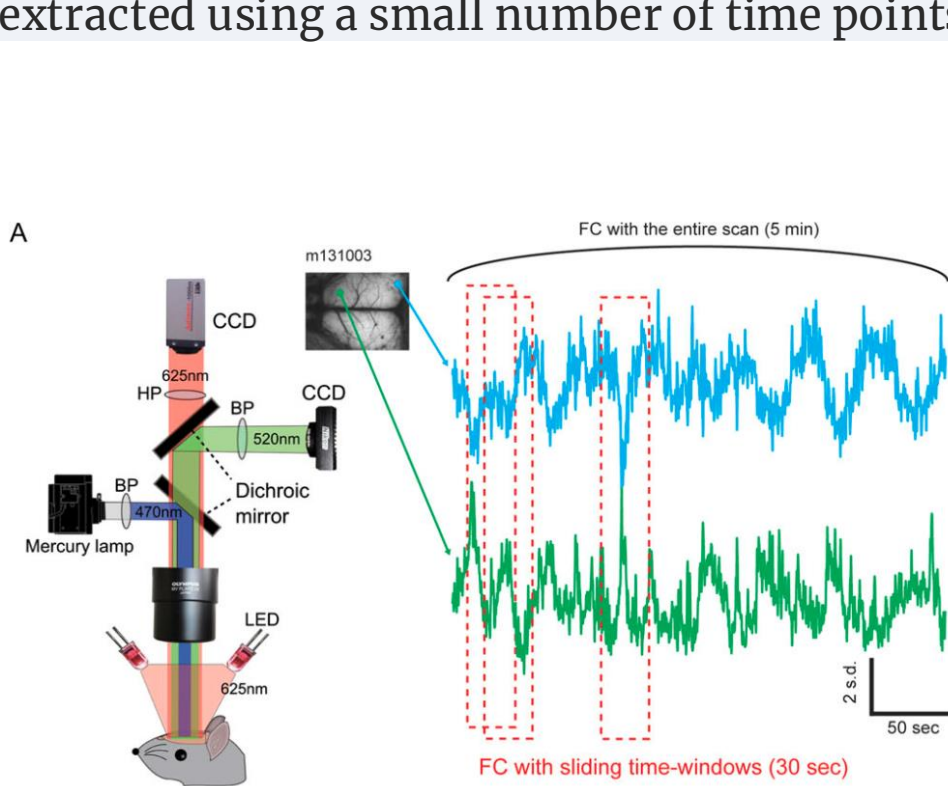 extracted using a small number of time points
A
FC with the entire scan (5 min)
m131003
CCD
625nm
HP
BP
CCD
520nm
BP
470nm
Dichroic
mirror
Mercury lamp
OLYMPUS
LED
625nm
2 s.d.
50 sec
FC with sliding time-windows (30 sec)